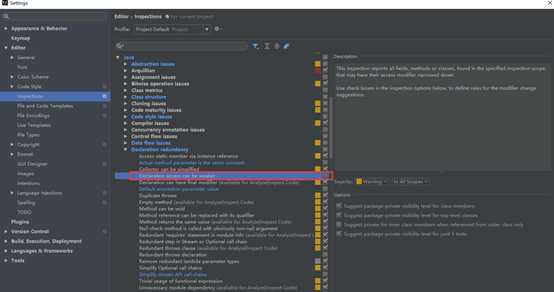 Settings
Editor › Inspections For current project
Profile: Project Default Project
Appearance & Behavior
Keymap
Editor
General
Font
Color Scheme
Code Style
Inspections
File and Code Templates
File Encodings
Live Templates
File Types
Copyright
Emmet
GUI Designer
Images
Intentions
Language Injections
Spelling
TODO
Plugins
Version Control
Build, Execution, Deployment
Languages & Frameworks
Tools
Java
Abstraction issues
Arquillian
Assignment issues
Bitwise operation issues
Class metrics
Class structure
Cloning issues
Code maturity issues
Code style issues
Compiler issues
Concurrency annotation issues
Control flow issues
Data flow issues
Declaration redundancy
Access static member via instance reference
Actual method parameter is the same constant
Collector can be simplified
Declaration access can be weaker
Declaration can have final modifier (available for Analyze|Inspect Code)
Default annotation parameter value
Duplicate throws
Empty method (available for Analyze|Inspect Code)
Method can be void
Method reference can be replaced with its qualifier
Method returns the same value (available for Analyze|Inspect Code)
Null-check method is called with obviously non-null argument
Redundant 'requires' statement in module-info (available for Analyze|Inspect Code)
Redundant step in Stream or Optional call chain
Redundant throws clause (available for Analyze|Inspect Code)
Redundant throws declaration
Remove redundant lambda parameter types
Simplify Optional call chains
Simplify stream API call chains
Trivial usage of functional expression
Unnecessary module dependency (available for Analyze|Inspect Code)
Description
This inspection reports all fields, methods or classes, found in the specified inspection scope,
that may have their access modifier narrowed down.
Use check boxes in the inspection options below, to define rules for the modifier change
suggestions.
Severity: Warning In All Scopes
Options
Suggest package-private visibility level for class members
Suggest package-private visibility level for top-level classes
Suggest private for inner class members when referenced from outer class only
Suggest package-private visibility level for junit 5 tests